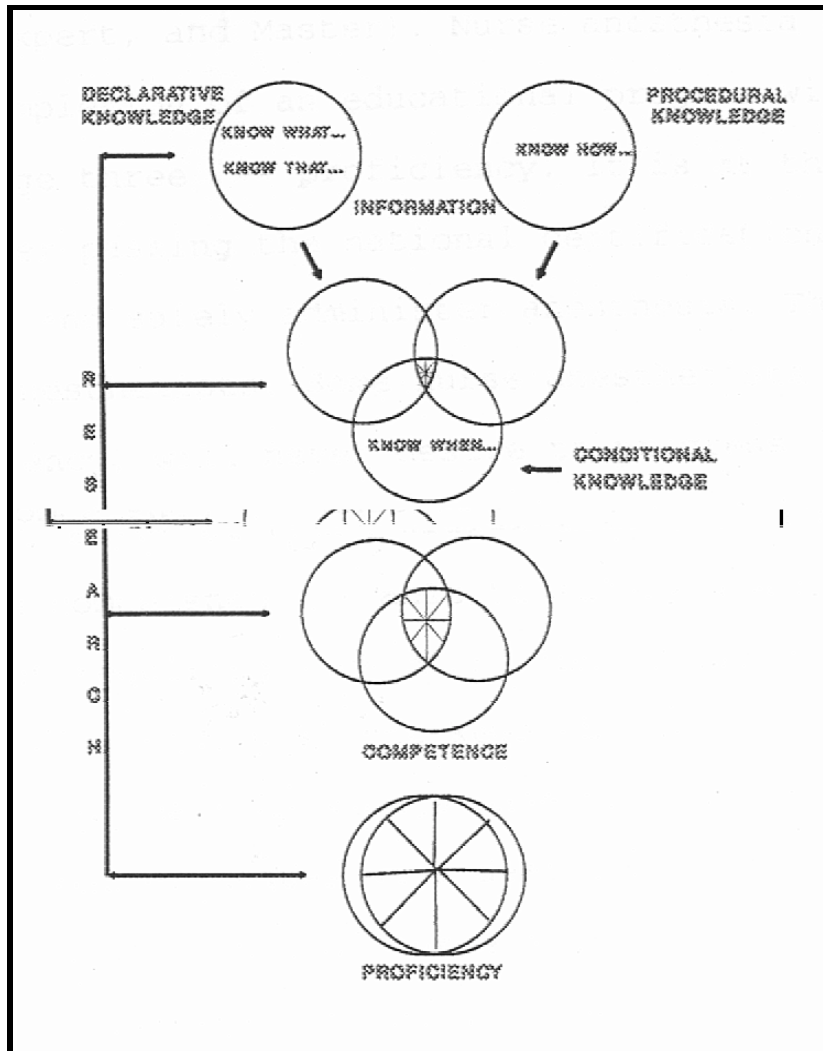 DECLARATIVE
KNOWLEDGE
KNOW WHAT...
KNOW THAT...
PROCEDURAL
KNOWLEDGE
KNOW HOW...
INFORMATION
KNOW WHEN...
CONDITIONAL
KNOWLEDGE
R
E
S
E
A
R
C
H
COMPETENCE
PROFICIENCY